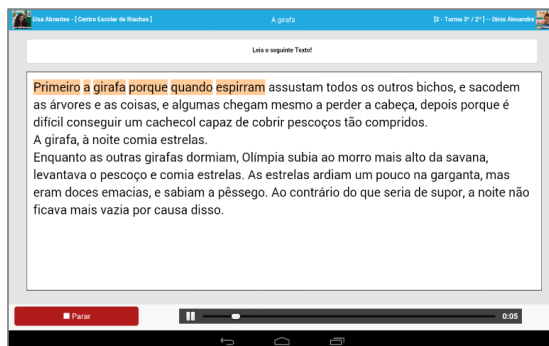 Elsa Abrantes - [ Centro Escolar de Riachos ]
A girafa
[2 - Turma 3º / 2º ] -- Dinis Alexandre
Leia o seguinte Texto!
Primeiro a girafa porque quando espirram assustam todos os outros bichos, e sacodem
as árvores e as coisas, e algumas chegam mesmo a perder a cabeça, depois porque é
difícil conseguir um cachecol capaz de cobrir pescoços tão compridos.
A girafa, à noite comia estrelas.
Enquanto as outras girafas dormiam, Olímpia subia ao morro mais alto da savana,
levantava o pescoço e comia estrelas. As estrelas ardiam um pouco na garganta, mas
eram doces emacias, e sabiam a pêssego. Ao contrário do que seria de supor, a noite não
ficava mais vazia por causa disso.
Parar
0:05